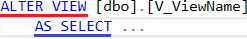 ALTER VIEW [dbo].[V_ViewName]
AS SELECT ...